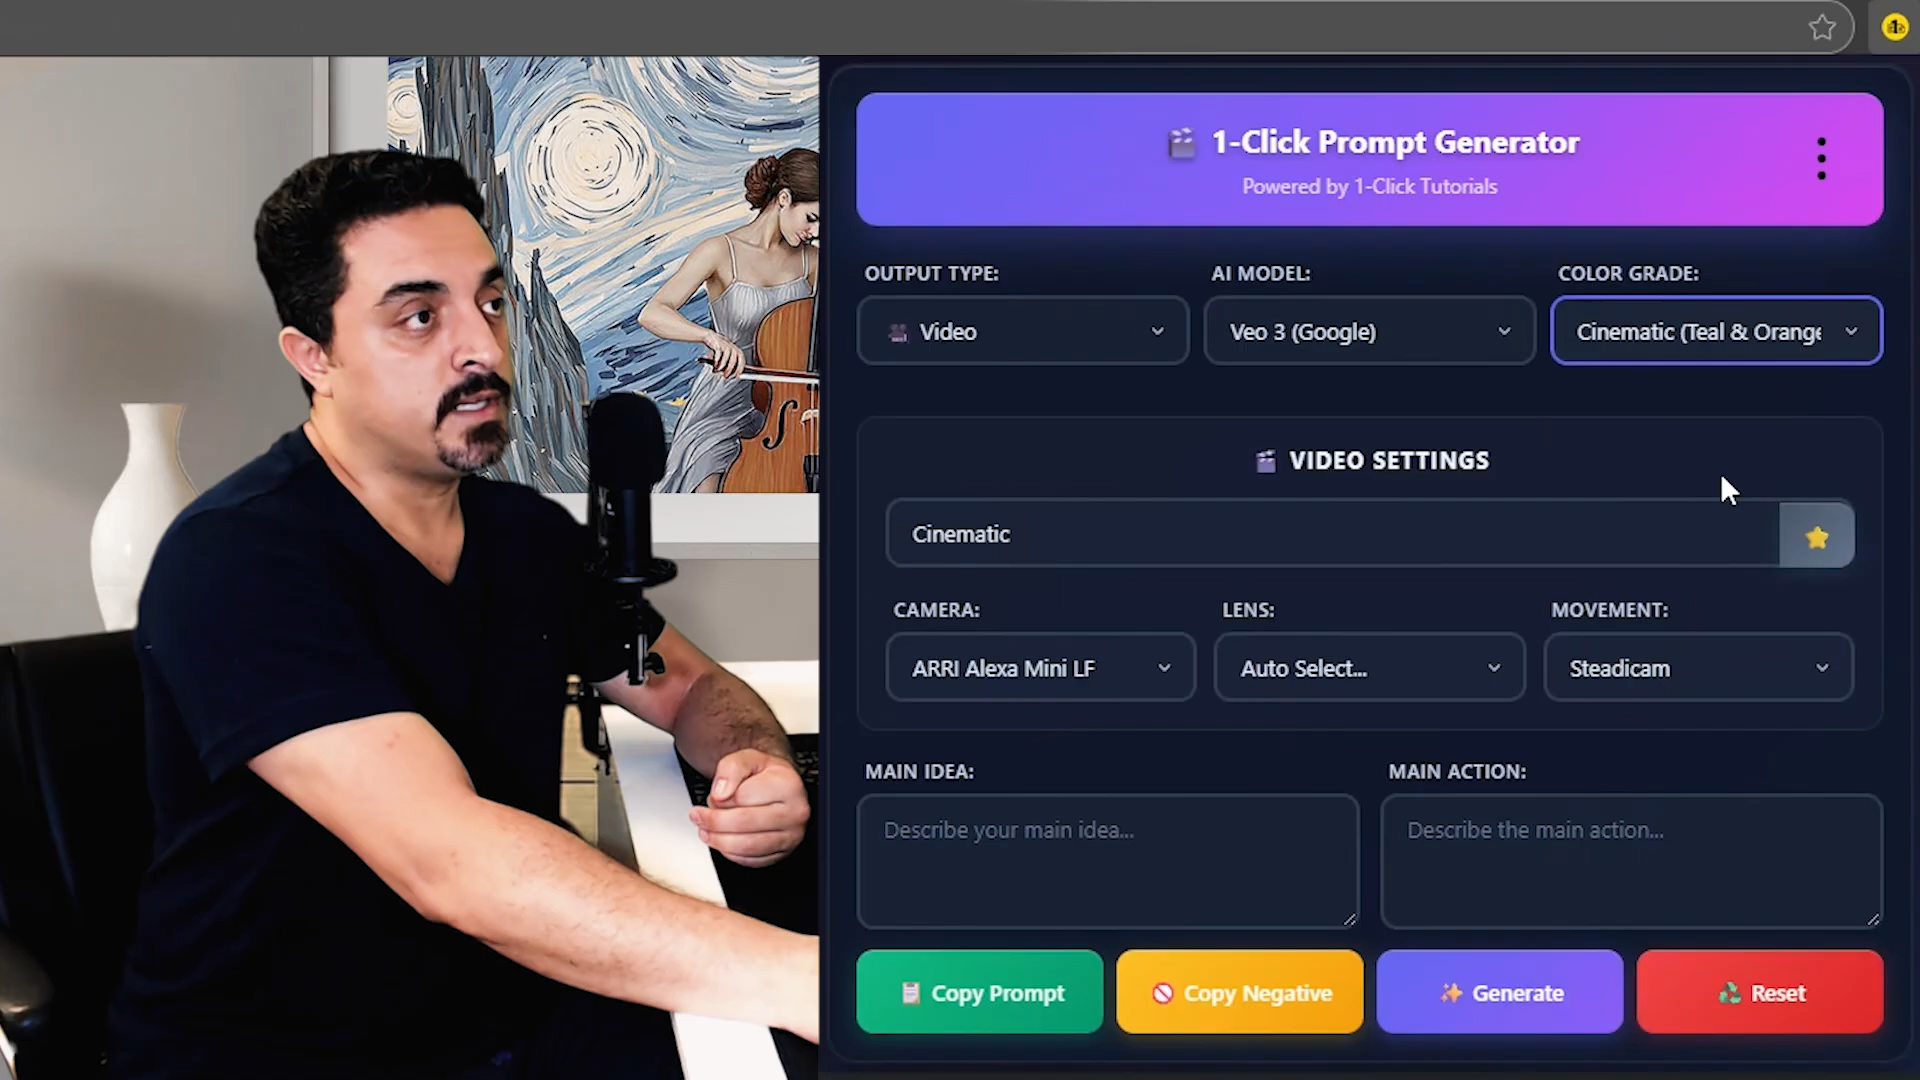 1-Click Prompt Generator
Powered by 1-Click Tutorials
OUTPUT TYPE:
AI MODEL:
COLOR GRADE:
Video
Veo 3 (Google)
Cinematic (Teal & Orange
VIDEO SETTINGS
Cinematic
CAMERA:
LENS:
MOVEMENT:
ARRI Alexa Mini LF
Auto Select...
Steadicam
MAIN IDEA:
MAIN ACTION:
Describe your main idea...
Describe the main action...
Copy Prompt
Copy Negative
Generate
Reset